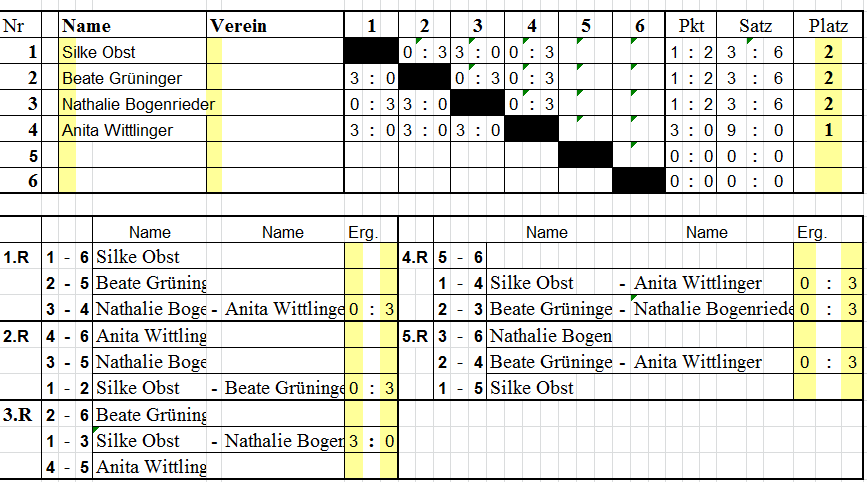 Nr Name Verein 1 2 3 4 5 6 Pkt Satz Platz
1 Silke Obst 0 : 3 3 : 0 0 : 3 1 : 2 3 : 6 2
2 Beate Grüninger 3 : 0 0 : 3 0 : 3 1 : 2 3 : 6 2
3 Nathalie Bogenrieder 0 : 3 3 : 0 0 : 3 1 : 2 3 : 6 2
4 Anita Wittlinger 3 : 0 3 : 0 3 : 0 3 : 0 9 : 0 1
5 0 : 0 0 : 0
6 0 : 0 0 : 0
Name Name Erg. Name Name Erg.
1.R 1 - 6 Silke Obst 4.R 5 - 6
2 - 5 Beate Grüning 1 - 4 Silke Obst - Anita Wittlinger 0 : 3
3 - 4 Nathalie Boge - Anita Wittlinge 0 : 3 2 - 3 Beate Grüninge - Nathalie Bogenriede 0 : 3
2.R 4 - 6 Anita Wittling 5.R 3 - 6 Nathalie Bogen
3 - 5 Nathalie Boge 2 - 4 Beate Grüninge - Anita Wittlinger 0 : 3
1 - 2 Silke Obst - Beate Grüninge 0 : 3 1 - 5 Silke Obst
3.R 2 - 6 Beate Grüning
1 - 3 Silke Obst - Nathalie Bogen 3 : 0
4 - 5 Anita Wittling